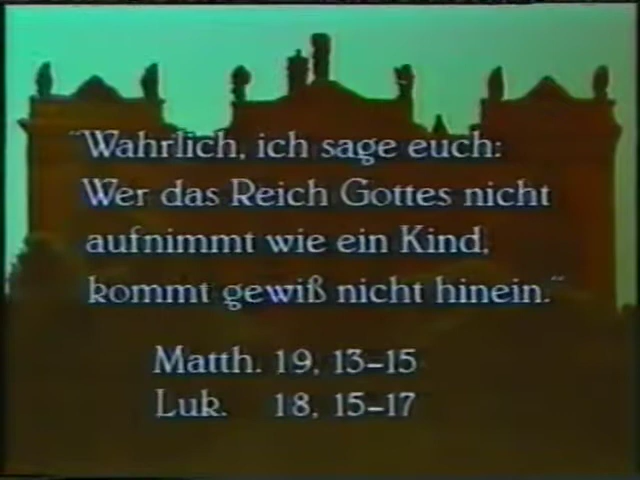 "Wahrlich, ich sage euch:
Wer das Reich Gottes nicht
aufnimmt wie ein Kind,
kommt gewiß nicht hinein."
Matth. 19, 13-15
Luk. 18, 15-17